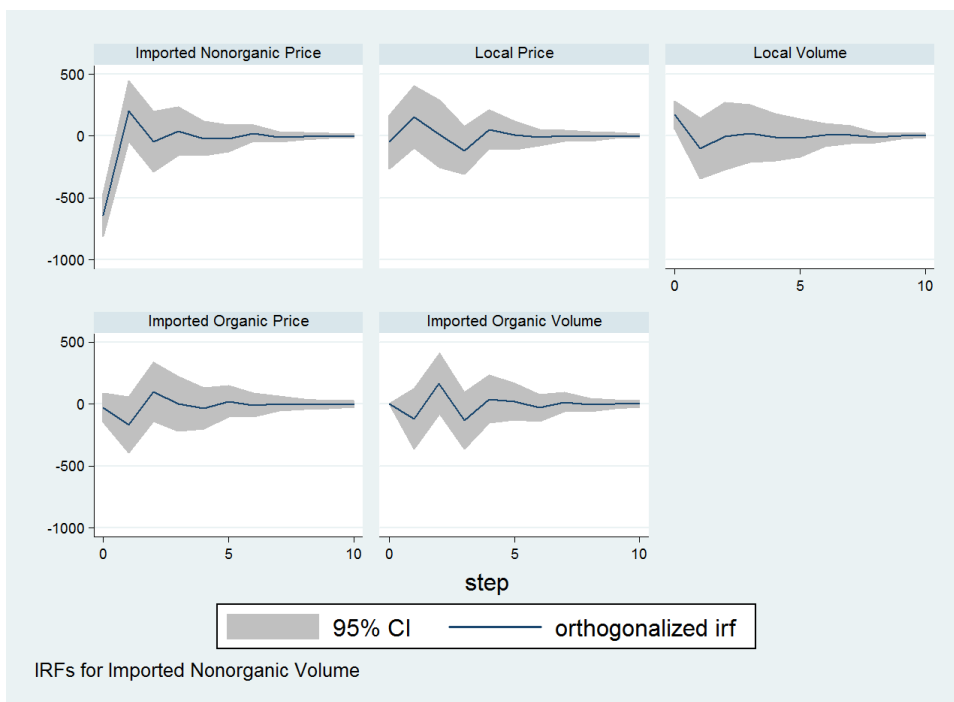 Imported Nonorganic Price Local Price Local Volume
500
0
-500
-1000
0 5 10
Imported Organic Price Imported Organic Volume
500
0
-500
-1000
0 5 10 0 5 10
step
95% CI orthogonalized irf
IRFs for Imported Nonorganic Volume